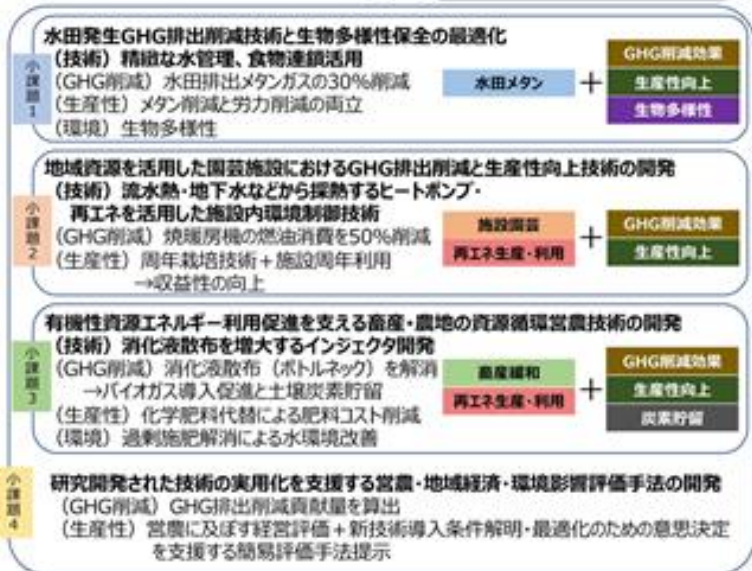 水田発生GHG排出削減技術と生物多様性保全の最適化
(技術) 精緻な水管理、食物連鎖活用
(GHG削減) 水田排出メタンガスの30%削減
(生産性) メタン削減と労力削減の両立
(環境) 生物多様性
小課題1
水田メタン
+
GHG削減効果
生産性向上
生物多様性
地域資源を活用した園芸施設におけるGHG排出削減と生産性向上技術の開発
(技術) 流水熱・地下水などから採熱するヒートポンプ・
再エネを活用した施設内環境制御技術
(GHG削減) 焼暖房機の燃油消費を50%削減
(生産性) 周年栽培技術+施設周年利用
→収益性の向上
小課題2
施設園芸
再エネ生産・利用
+
GHG削減効果
生産性向上
有機性資源エネルギー利用促進を支える畜産・農地の資源循環営農技術の開発
(技術) 消化液散布を増大するインジェクタ開発
(GHG削減) 消化液散布 (ボトルネック) を解消
→バイオガス導入促進と土壌炭素貯留
(生産性) 化学肥料代替による肥料コスト削減
(環境) 過剰施肥解消による水環境改善
小課題3
畜産緩和
再エネ生産・利用
+
GHG削減効果
生産性向上
炭素貯留
小課題4
研究開発された技術の実用化を支援する営農・地域経済・環境影響評価手法の開発
(GHG削減) GHG排出削減貢献量を算出
(生産性) 営農に及ぼす経営評価+新技術導入条件解明・最適化のための意思決定
を支援する簡易評価手法提示